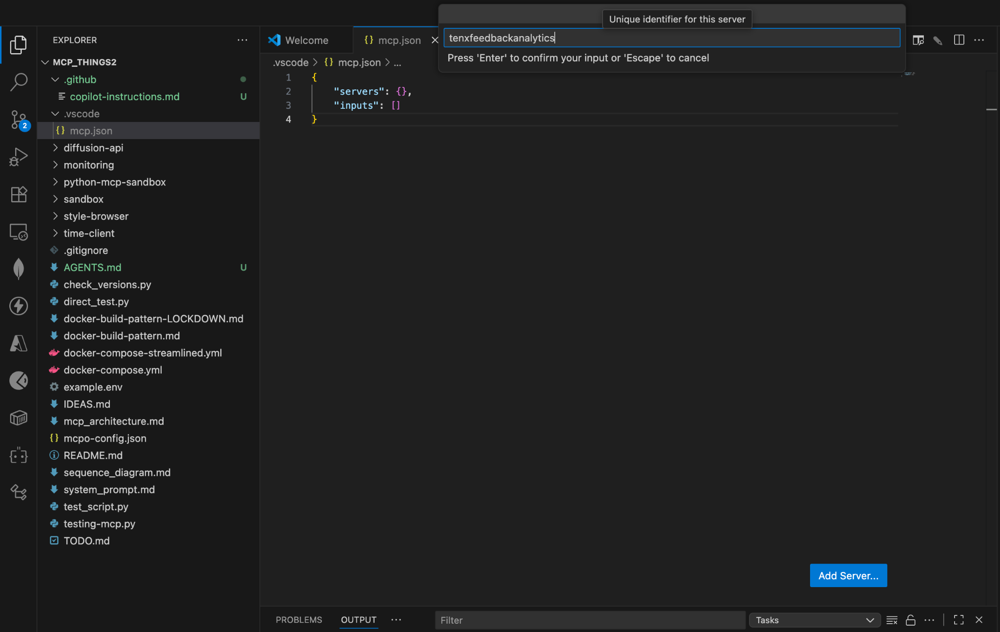 Unique identifier for this server
tenxfeedbackanalytics
Press 'Enter' to confirm your input or 'Escape' to cancel
EXPLORER
Welcome
{} mcp.json
MCP_THINGS2
.github
copilot-instructions.md U
.vscode
{} mcp.json
diffusion-api
monitoring
python-mcp-sandbox
sandbox
style-browser
time-client
.gitignore
AGENTS.md U
check_versions.py
direct_test.py
docker-build-pattern-LOCKDOWN.md
docker-build-pattern.md
docker-compose-streamlined.yml
docker-compose.yml
example.env
IDEAS.md
mcp_architecture.md
{} mcpo-config.json
README.md
sequence_diagram.md
system_prompt.md
test_script.py
testing-mcp.py
TODO.md
2
.vscode > {} mcp.json > ...
1 {
2 "servers": {},
3 "inputs": []
4 }
Add Server...
PROBLEMS OUTPUT
Filter
Tasks